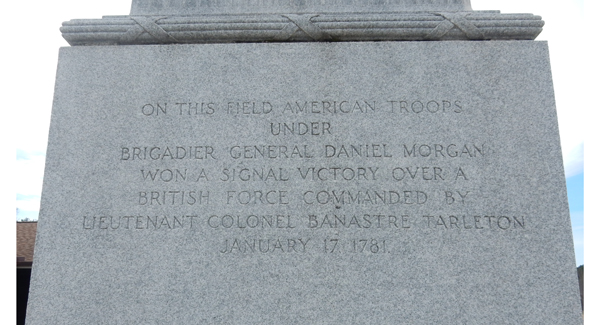 ON THIS FIELD AMERICAN TROOPS
UNDER
BRIGADIER GENERAL DANIEL MORGAN
WON A SIGNAL VICTORY OVER A
BRITISH FORCE COMMANDED BY
LIEUTENANT COLONEL BANASTRE TARLETON
JANUARY 17 1781.